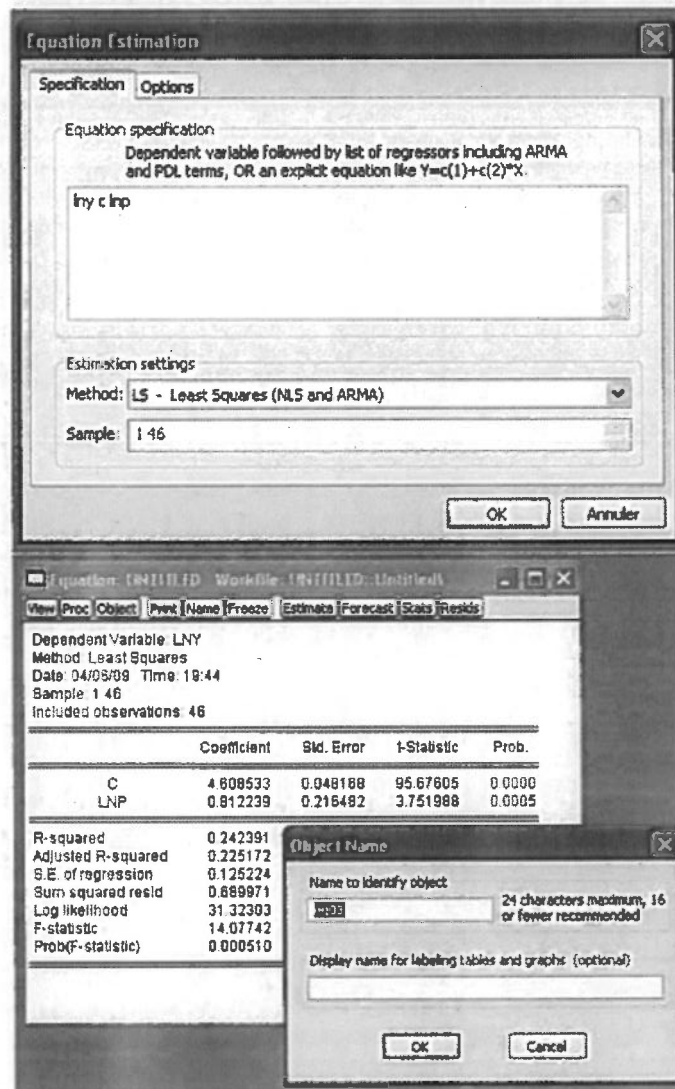 Equation Estimation
Specification Options
Equation specification
Dependent variable followed by list of regressors including ARMA
and PDL terms, OR an explicit equation like Y=c(1)+c(2)*X.
lny c lnp
Estimation settings
Method: LS - Least Squares (NLS and ARMA)
Sample: 1 46
OK Annuler
Equation: UNTITLED Workfile: UNTITLED::Untitled\
View Proc Object Print Name Freeze Estimate Forecast Stats Resids
Dependent Variable: LNY
Method: Least Squares
Date: 04/06/09 Time: 19:44
Sample: 1 46
Included observations: 46
Coefficient Std. Error t-Statistic Prob.
C 4.608533 0.048168 95.67605 0.0000
LNP 0.812239 0.216482 3.751988 0.0005
R-squared 0.242391
Adjusted R-squared 0.225172
S.E. of regression 0.125224
Sum squared resid 0.689971
Log likelihood 31.32303
F-statistic 14.07742
Prob(F-statistic) 0.000510
Object Name
Name to identify object
24 characters maximum, 16
or fewer recommended
Display name for labeling tables and graphs (optional)
OK Cancel